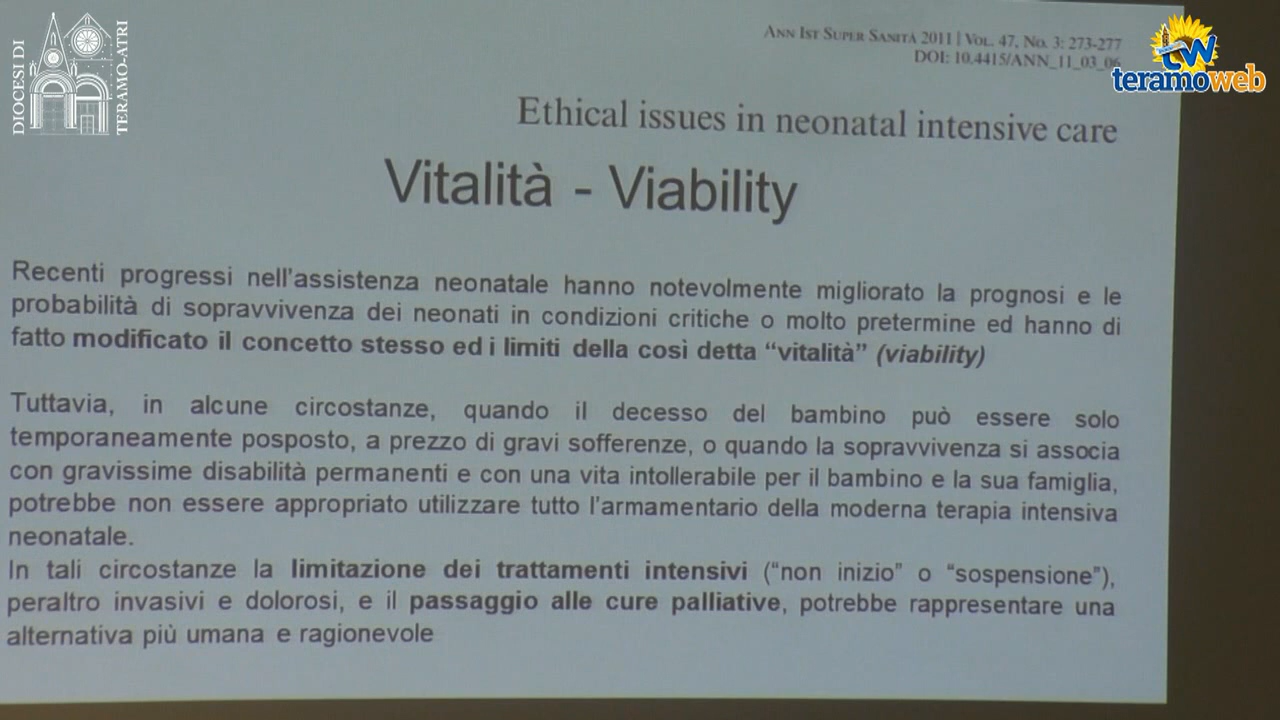 DIOCESI DI
TERAMO-ATRI
ANN IST SUPER SANITÀ 2011 | VOL. 47, NO. 3: 273-277
DOI: 10.4415/ANN_11_03_06
tw
teramoweb
Ethical issues in neonatal intensive care
Vitalità - Viability
Recenti progressi nell'assistenza neonatale hanno notevolmente migliorato la prognosi e le
probabilità di sopravvivenza dei neonati in condizioni critiche o molto pretermine ed hanno di
fatto modificato il concetto stesso ed i limiti della così detta “vitalità” (viability)
Tuttavia, in alcune circostanze, quando il decesso del bambino può essere solo
temporaneamente posposto, a prezzo di gravi sofferenze, o quando la sopravvivenza si associa
con gravissime disabilità permanenti e con una vita intollerabile per il bambino e la sua famiglia,
potrebbe non essere appropriato utilizzare tutto l'armamentario della moderna terapia intensiva
neonatale.
In tali circostanze la limitazione dei trattamenti intensivi (“non inizio” o “sospensione”),
peraltro invasivi e dolorosi, e il passaggio alle cure palliative, potrebbe rappresentare una
alternativa più umana e ragionevole